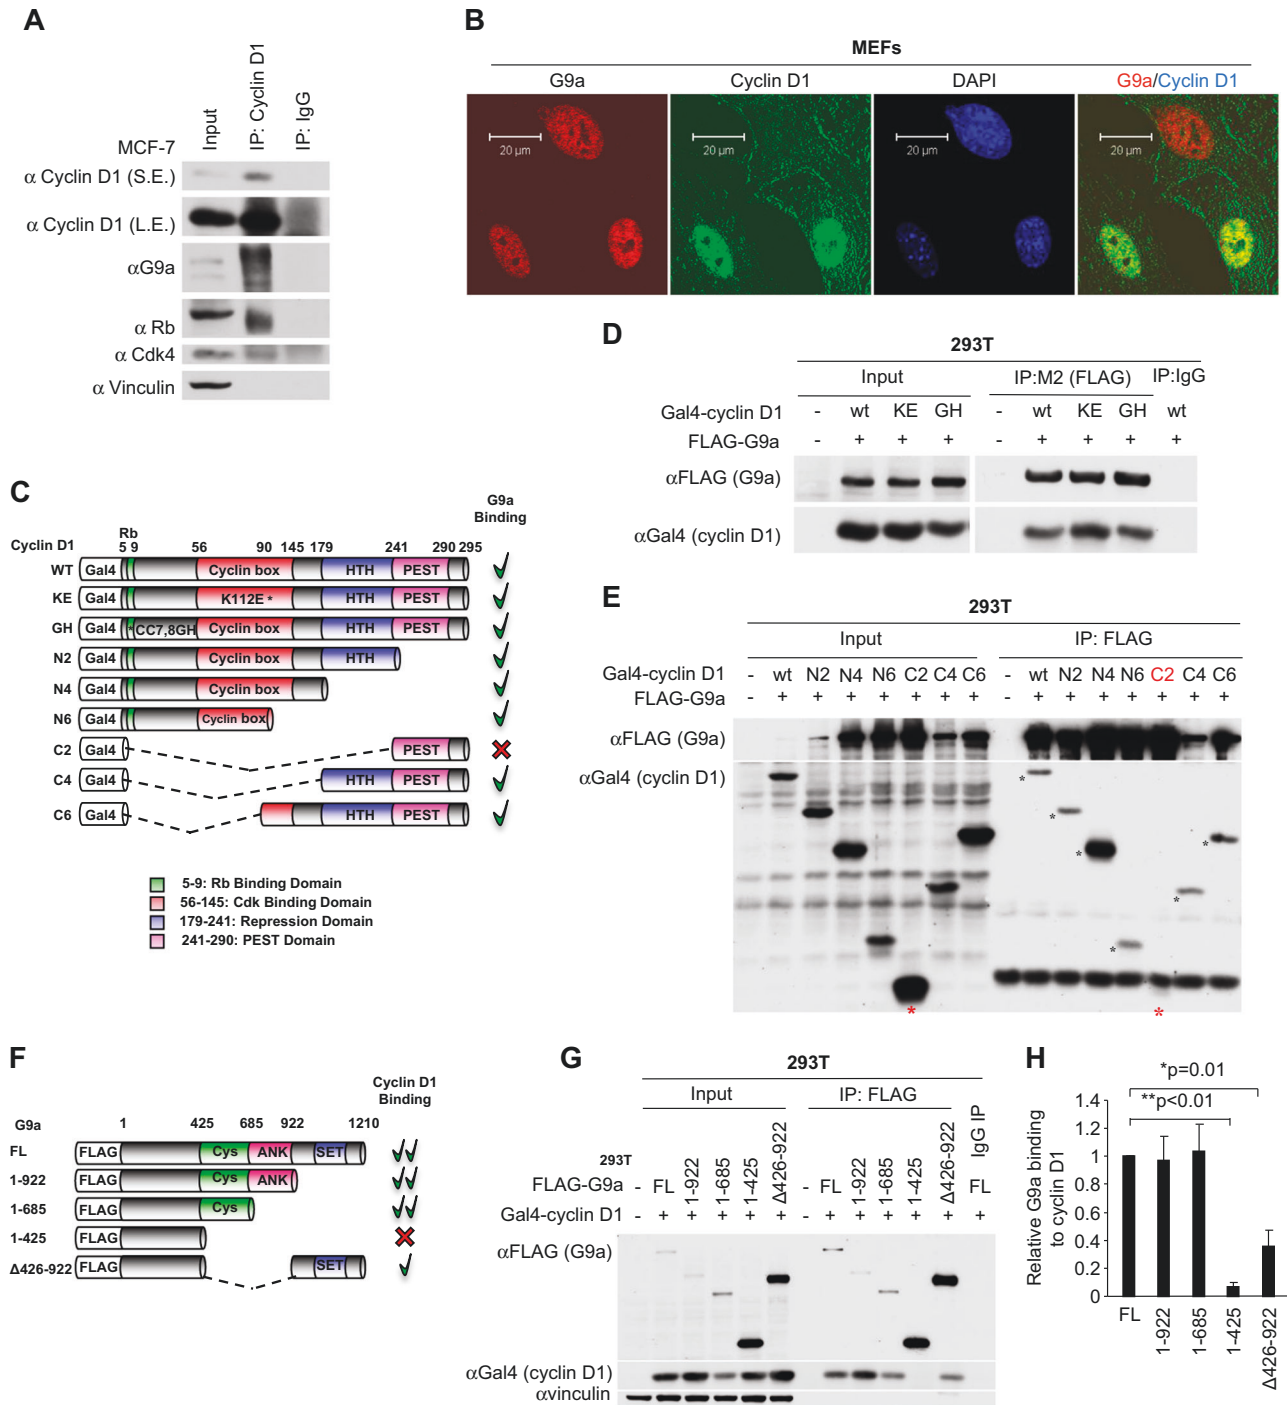 A
MCF-7
Input
IP: Cyclin D1
IP: IgG
α Cyclin D1 (S.E.)
α Cyclin D1 (L.E.)
αG9a
α Rb
α Cdk4
α Vinculin
B
MEFs
G9a
Cyclin D1
DAPI
G9a/Cyclin D1
20 µm
20 µm
20 µm
20 µm
C
G9a
Binding
Rb
Cyclin D1 5 9 56 90 145 179 241 290 295
WT Gal4 Cyclin box HTH PEST
KE Gal4 K112E * HTH PEST
GH Gal4 * CC7,8GH Cyclin box HTH PEST
N2 Gal4 Cyclin box HTH
N4 Gal4 Cyclin box
N6 Gal4 Cyclin box
C2 Gal4 PEST
C4 Gal4 HTH PEST
C6 Gal4 HTH PEST
5-9: Rb Binding Domain
56-145: Cdk Binding Domain
179-241: Repression Domain
241-290: PEST Domain
D
293T
Input IP:M2 (FLAG) IP:IgG
Gal4-cyclin D1 - wt KE GH - wt KE GH wt
FLAG-G9a - + + + - + + + +
αFLAG (G9a)
αGal4 (cyclin D1)
E
293T
Input IP: FLAG
Gal4-cyclin D1 - wt N2 N4 N6 C2 C4 C6 - wt N2 N4 N6 C2 C4 C6
FLAG-G9a - + + + + + + + - + + + + + + +
αFLAG (G9a)
αGal4 (cyclin D1)
* * * * * *
* *
F
Cyclin D1
Binding
G9a 1 425 685 922 1210
FL FLAG Cys ANK SET
1-922 FLAG Cys ANK
1-685 FLAG Cys
1-425 FLAG
Δ426-922 FLAG SET
G
293T
Input IP: FLAG IgG IP
293T
FLAG-G9a - FL 1-922 1-685 1-425 Δ426-922 - FL 1-922 1-685 1-425 Δ426-922 FL
Gal4-cyclin D1 - + + + + + - + + + + + +
αFLAG (G9a)
αGal4 (cyclin D1)
αvinculin
H
*p=0.01
**p<0.01
Relative G9a binding
to cyclin D1
1.4
1.2
1
0.8
0.6
0.4
0.2
0
FL
1-922
1-685
1-425
Δ426-922